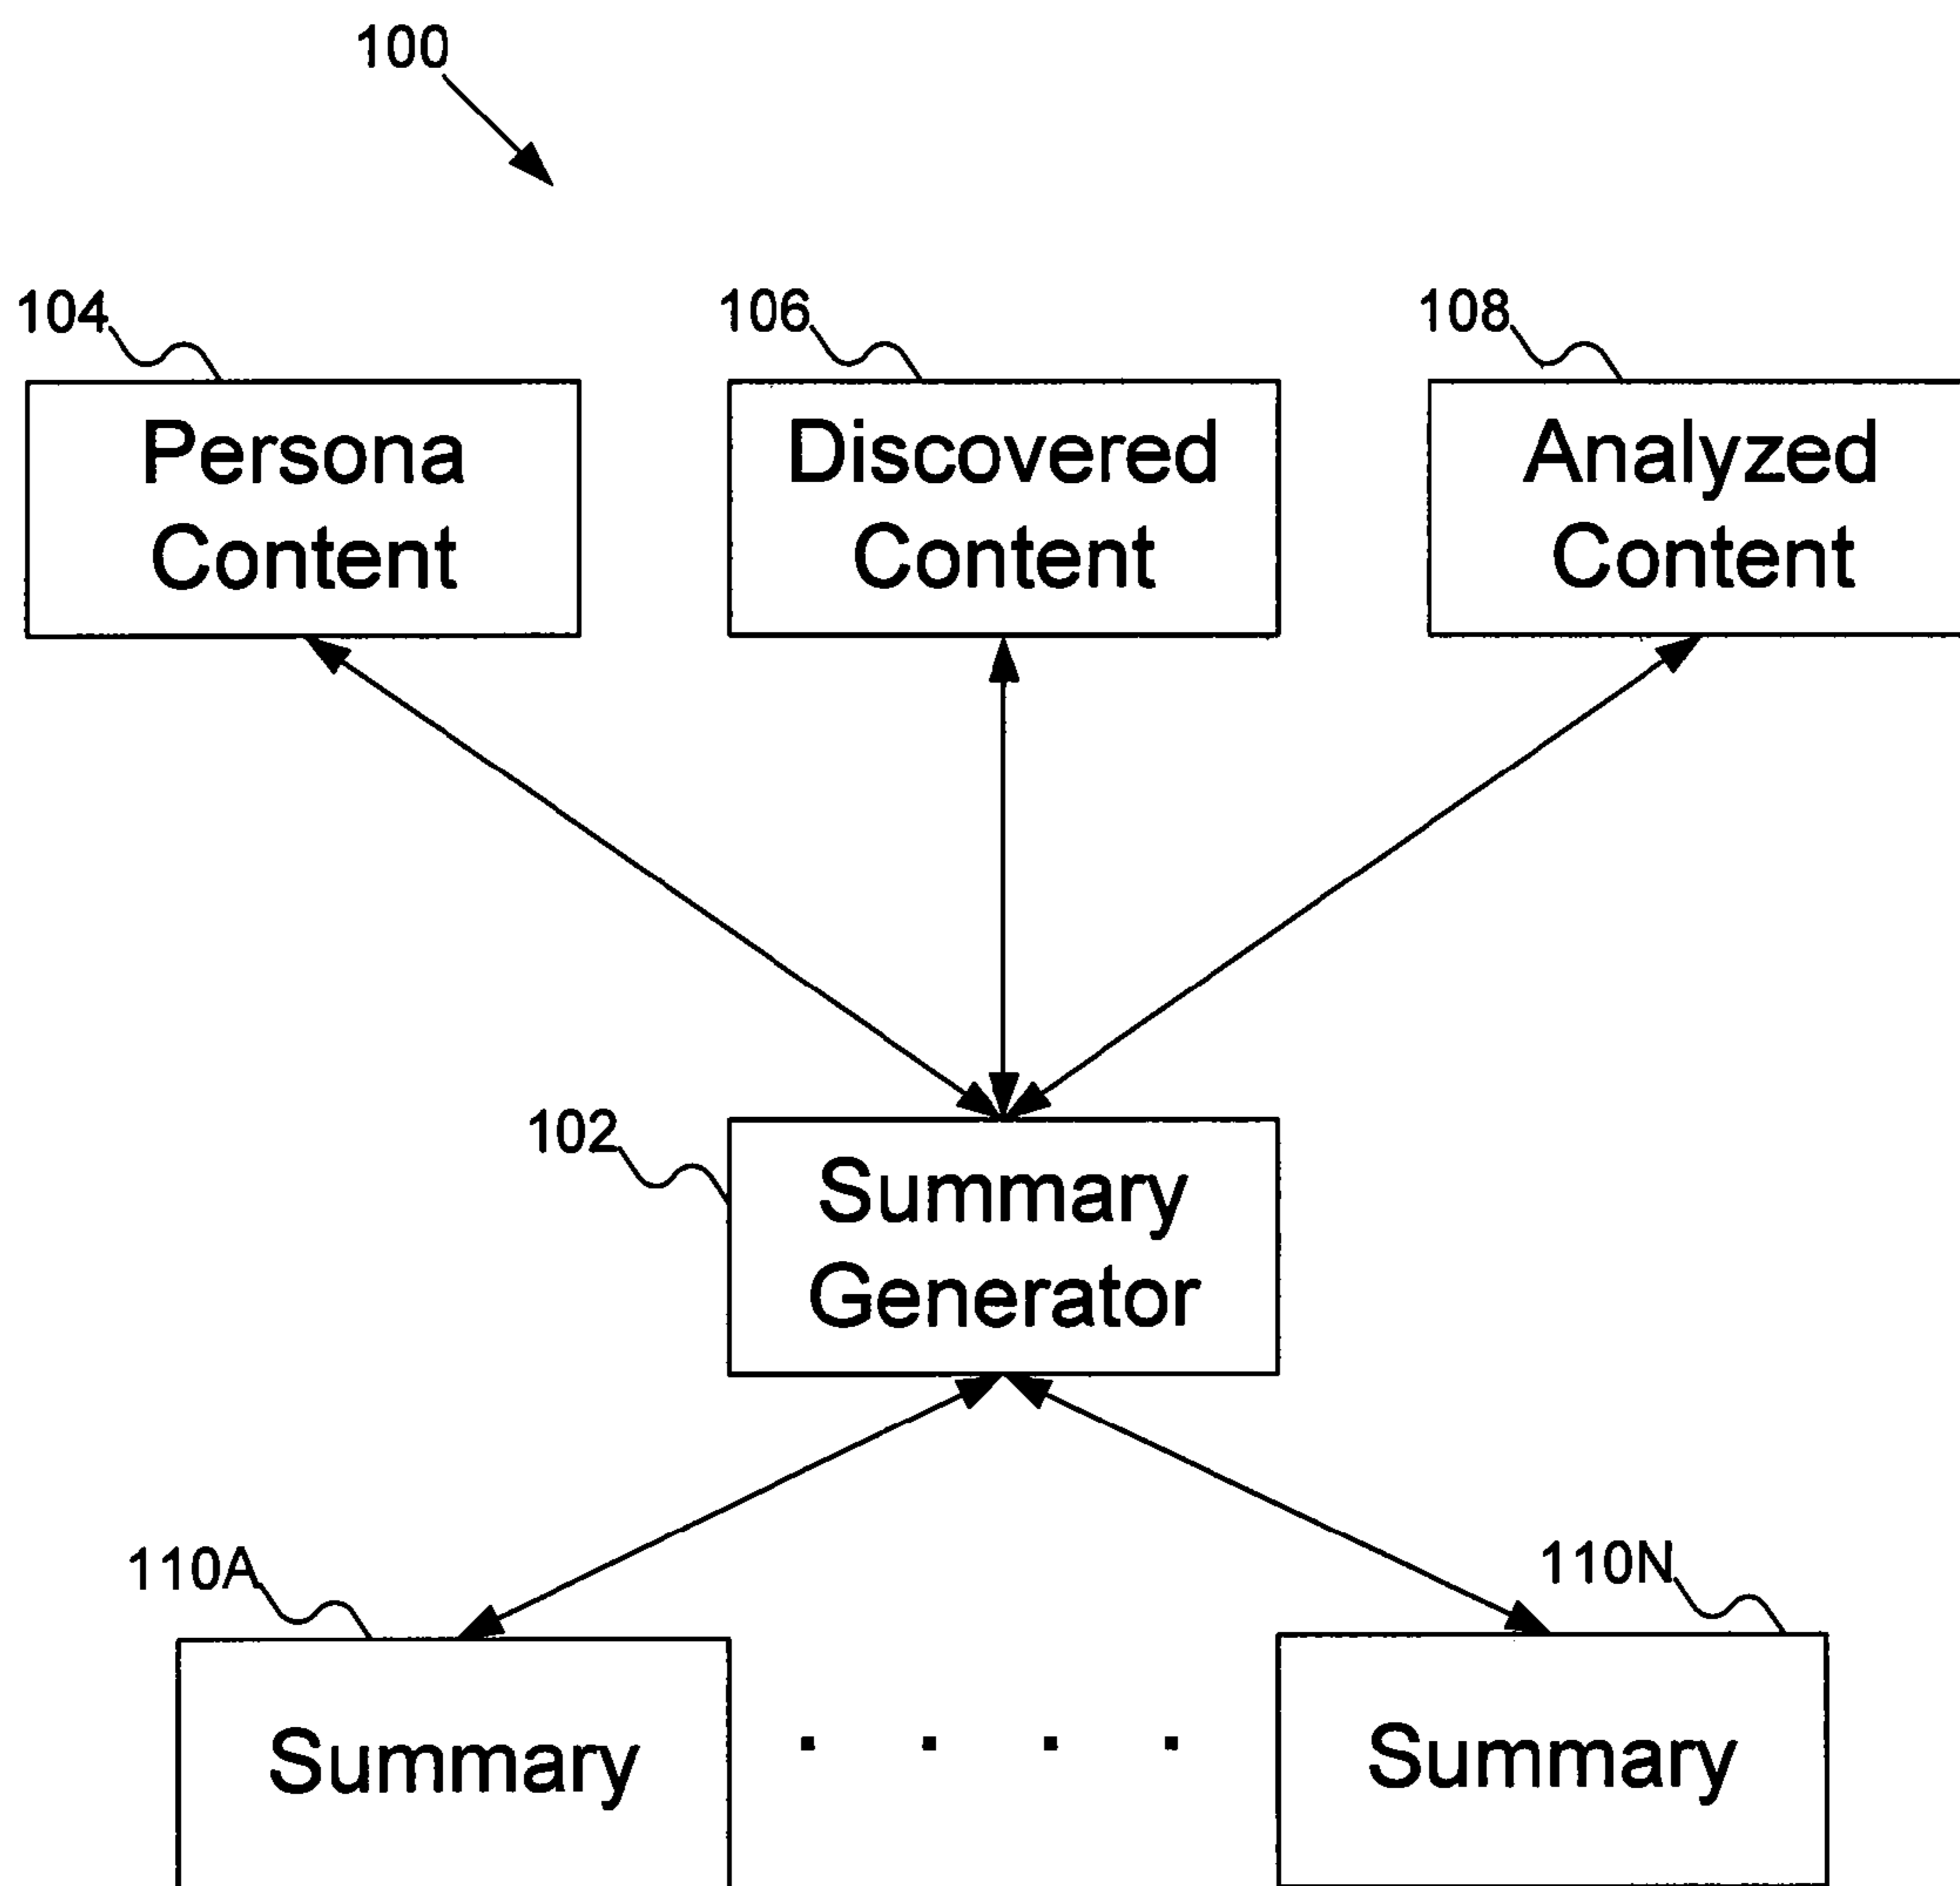 100
104
106
108
Persona
Content
Discovered
Content
Analyzed
Content
102
Summary
Generator
110A
110N
Summary
Summary